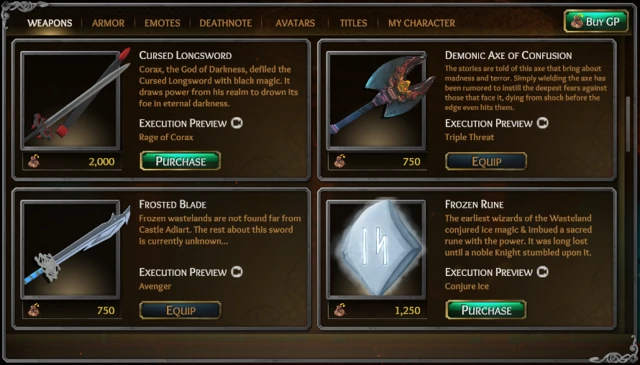 WEAPONS | ARMOR | EMOTES | DEATHNOTE | AVATARS | TITLES | MY CHARACTER
BUY GP
CURSED LONGSWORD
Corax, the God of Darkness, defiled the
Cursed Longsword with black magic. It
draws power from his realm to drown its
foe in eternal darkness.
EXECUTION PREVIEW
Rage of Corax
2,000
PURCHASE
DEMONIC AXE OF CONFUSION
The stories are told of this axe that bring about
madness and terror. Simply wielding the axe has
been rumored to instill the deepest fears against
those that face it, dying from shock before the
edge even hits them.
EXECUTION PREVIEW
Triple Threat
750
EQUIP
FROSTED BLADE
Frozen wastelands are not found far from
Castle Adiart. The rest about this sword
is currently unknown...
EXECUTION PREVIEW
Avenger
750
EQUIP
FROZEN RUNE
The earliest wizards of the Wasteland
conjured ice magic & imbued a sacred
rune with the power. It was long lost
until a noble Knight stumbled upon it.
EXECUTION PREVIEW
Conjure Ice
1,250
PURCHASE